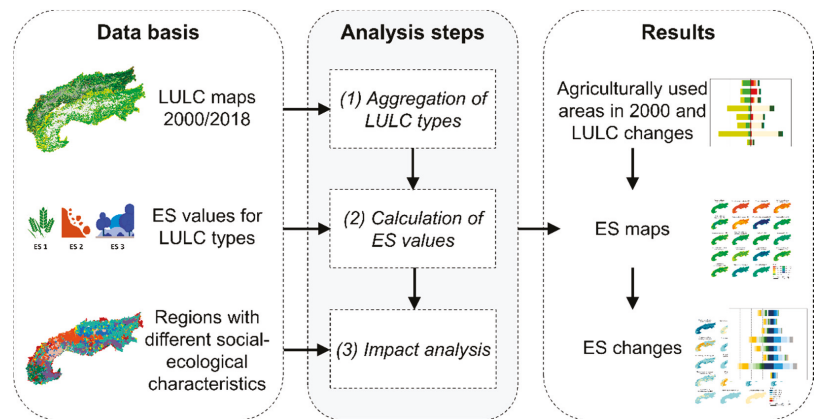 Data basis
Analysis steps
Results
LULC maps
2000/2018
(1) Aggregation of
LULC types
Agriculturally used
areas in 2000 and
LULC changes
ES 1
ES 2
ES 3
ES values for
LULC types
(2) Calculation of
ES values
ES maps
Regions with
different social-
ecological
characteristics
(3) Impact analysis
ES changes